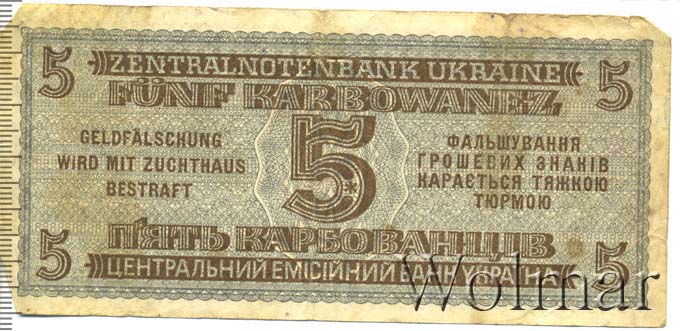 5 ZENTRALNOTENBANK UKRAINE 5
FÜNF KARBOWANEZ
GELDFÄLSCHUNG
WIRD MIT ZUCHTHAUS
BESTRAFT
5
*
ФАЛЬШУВАННЯ
ГРОШЕВИХ ЗНАКІВ
КАРАЄТЬСЯ ТЯЖКОЮ
ТЮРМОЮ
П'ЯТЬ КАРБОВАНЦІВ
5 ЦЕНТРАЛЬНИЙ ЕМІСІЙНИЙ БАНК УКРАЇНА 5
Wolmar